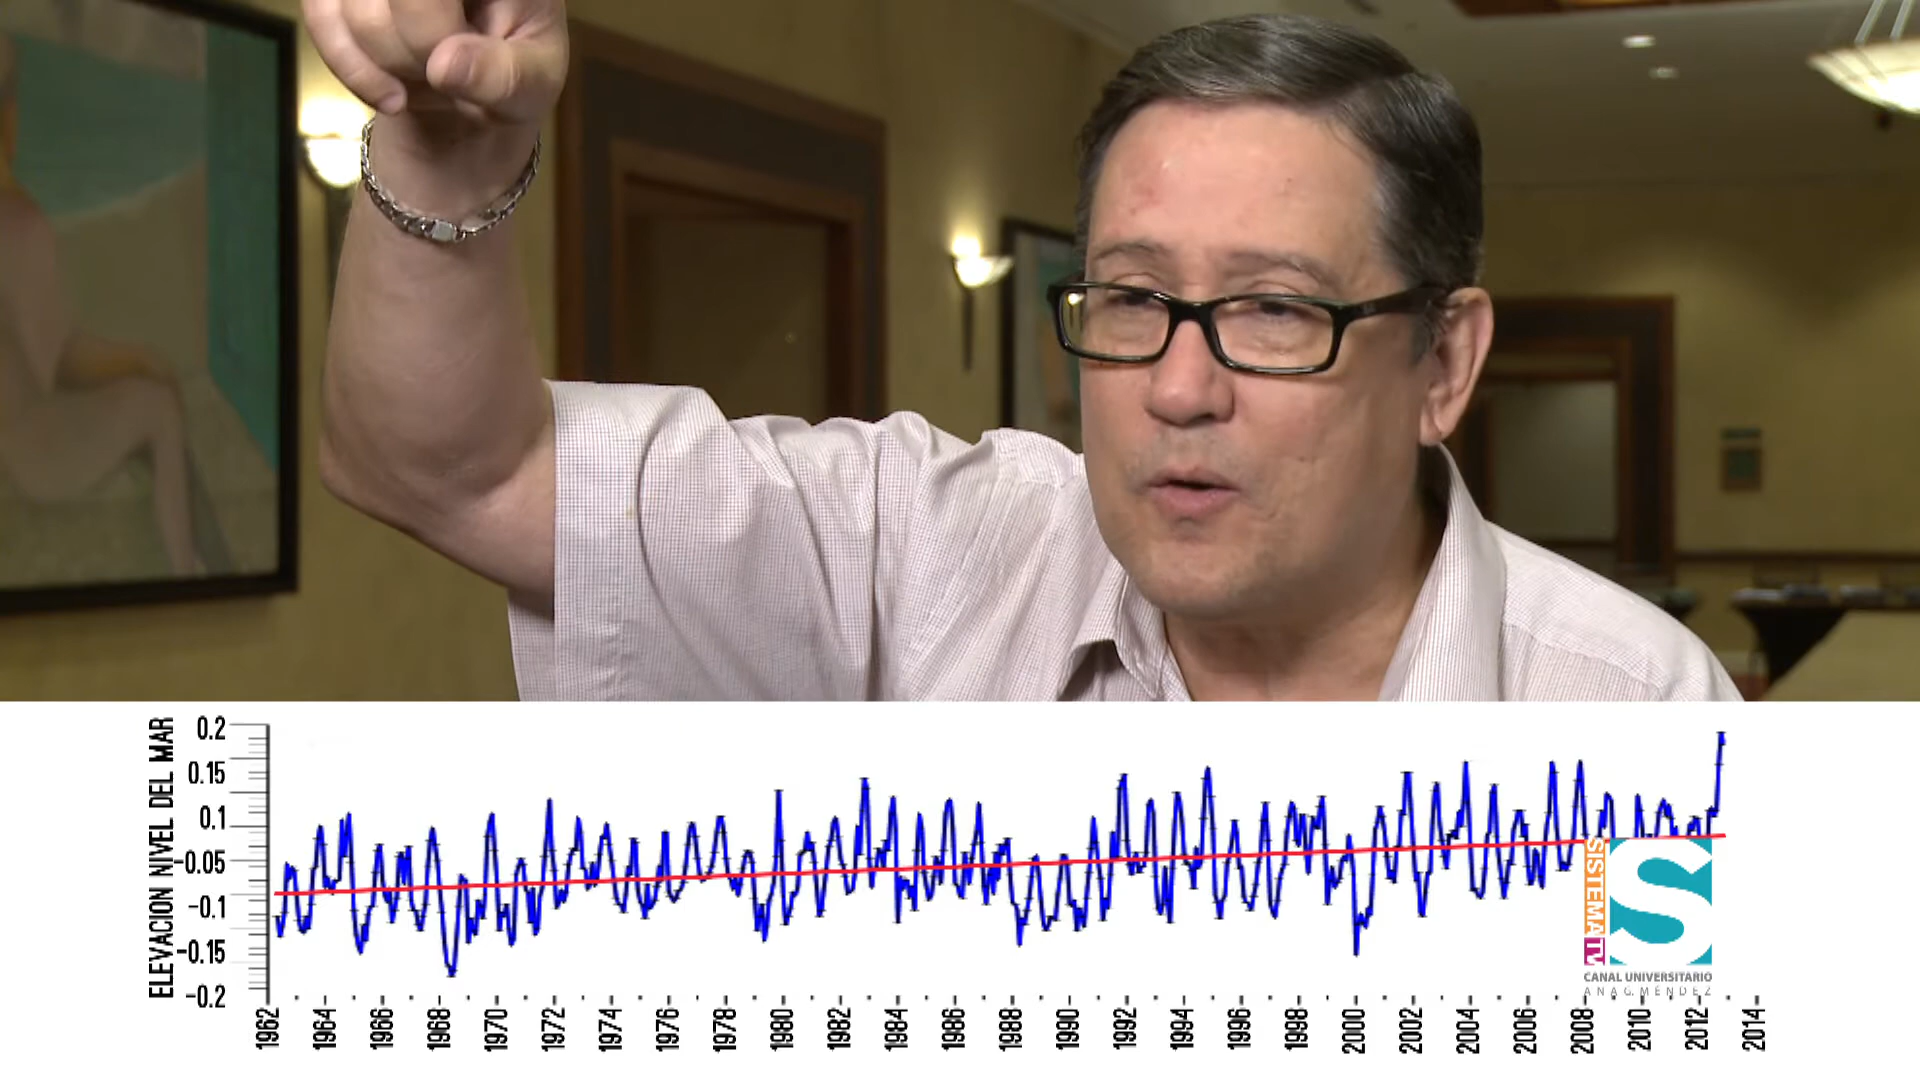 ELEVACION NIVEL DEL MAR
0.2
0.15
0.1
-0.05
-0.1
-0.15
-0.2
1962 1964 1966 1968 1970 1972 1974 1976 1978 1980 1982 1984 1986 1988 1990 1992 1994 1996 1998 2000 2002 2004 2006 2008 2010 2012 2014
SISTEMA TV
S
CANAL UNIVERSITARIO
ANA G. MÉNDEZ